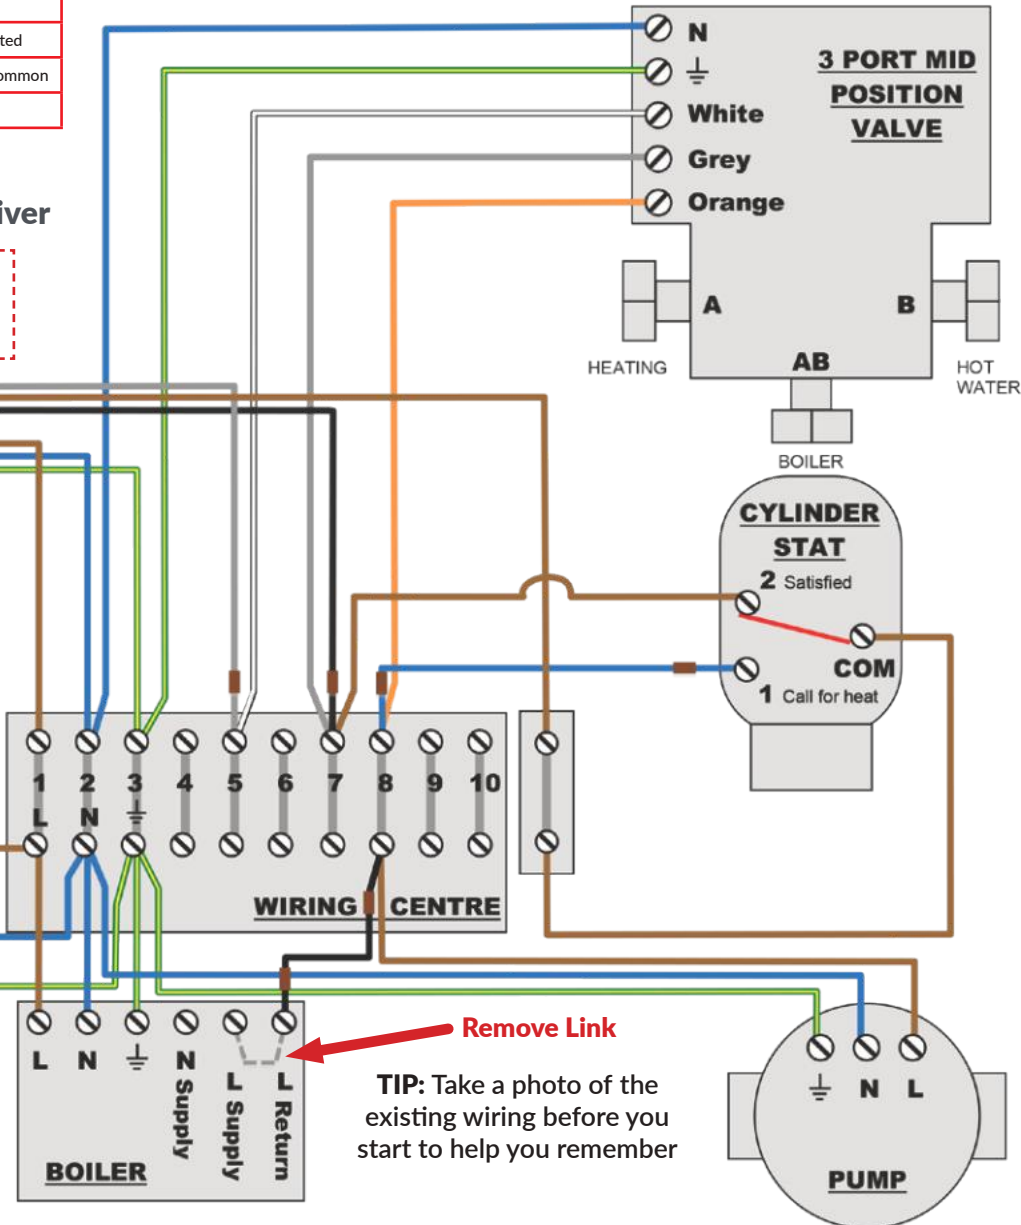 ted
ommon
iver
N
3 PORT MID
POSITION
VALVE
White
Grey
Orange
A
B
AB
HEATING
HOT
WATER
BOILER
CYLINDER
STAT
2 Satisfied
COM
1 Call for heat
1 2 3 4 5 6 7 8 9 10
L N
WIRING CENTRE
Remove Link
L N N Supply L Supply L Return
TIP: Take a photo of the
existing wiring before you
start to help you remember
BOILER
N L
PUMP